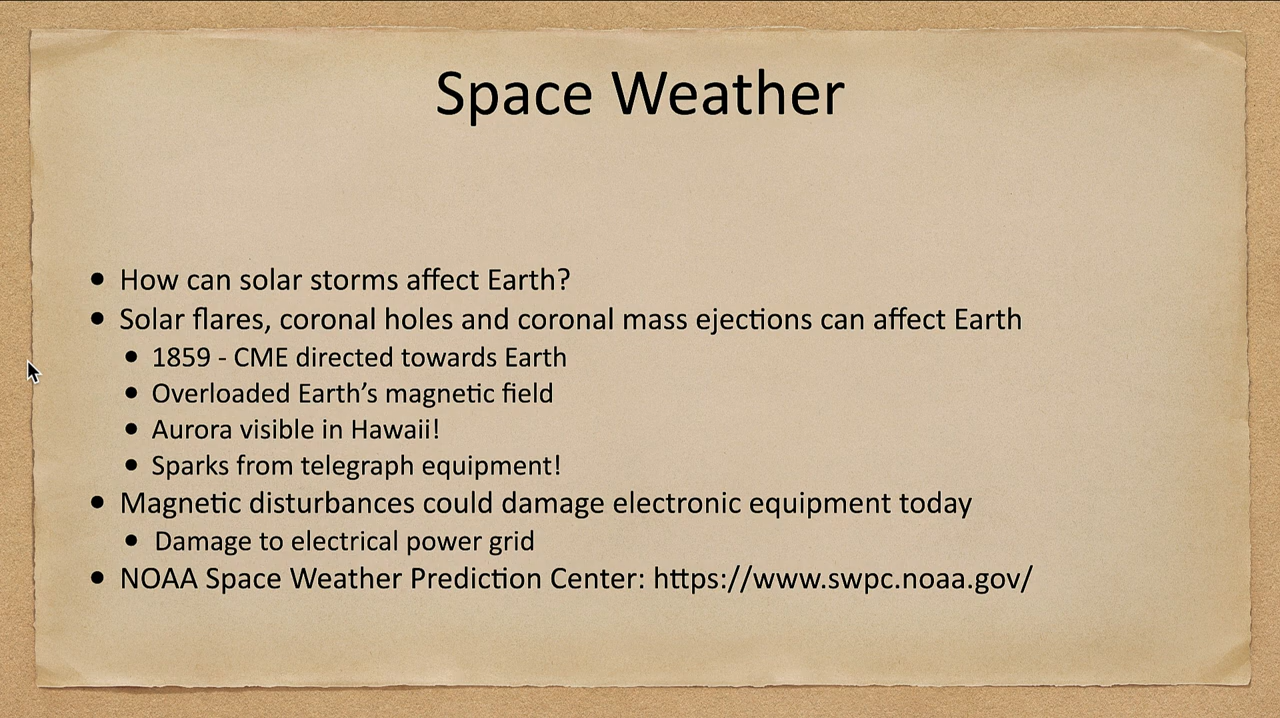 Space Weather
• How can solar storms affect Earth?
• Solar flares, coronal holes and coronal mass ejections can affect Earth
• 1859 - CME directed towards Earth
• Overloaded Earth’s magnetic field
• Aurora visible in Hawaii!
• Sparks from telegraph equipment!
• Magnetic disturbances could damage electronic equipment today
• Damage to electrical power grid
• NOAA Space Weather Prediction Center: https://www.swpc.noaa.gov/